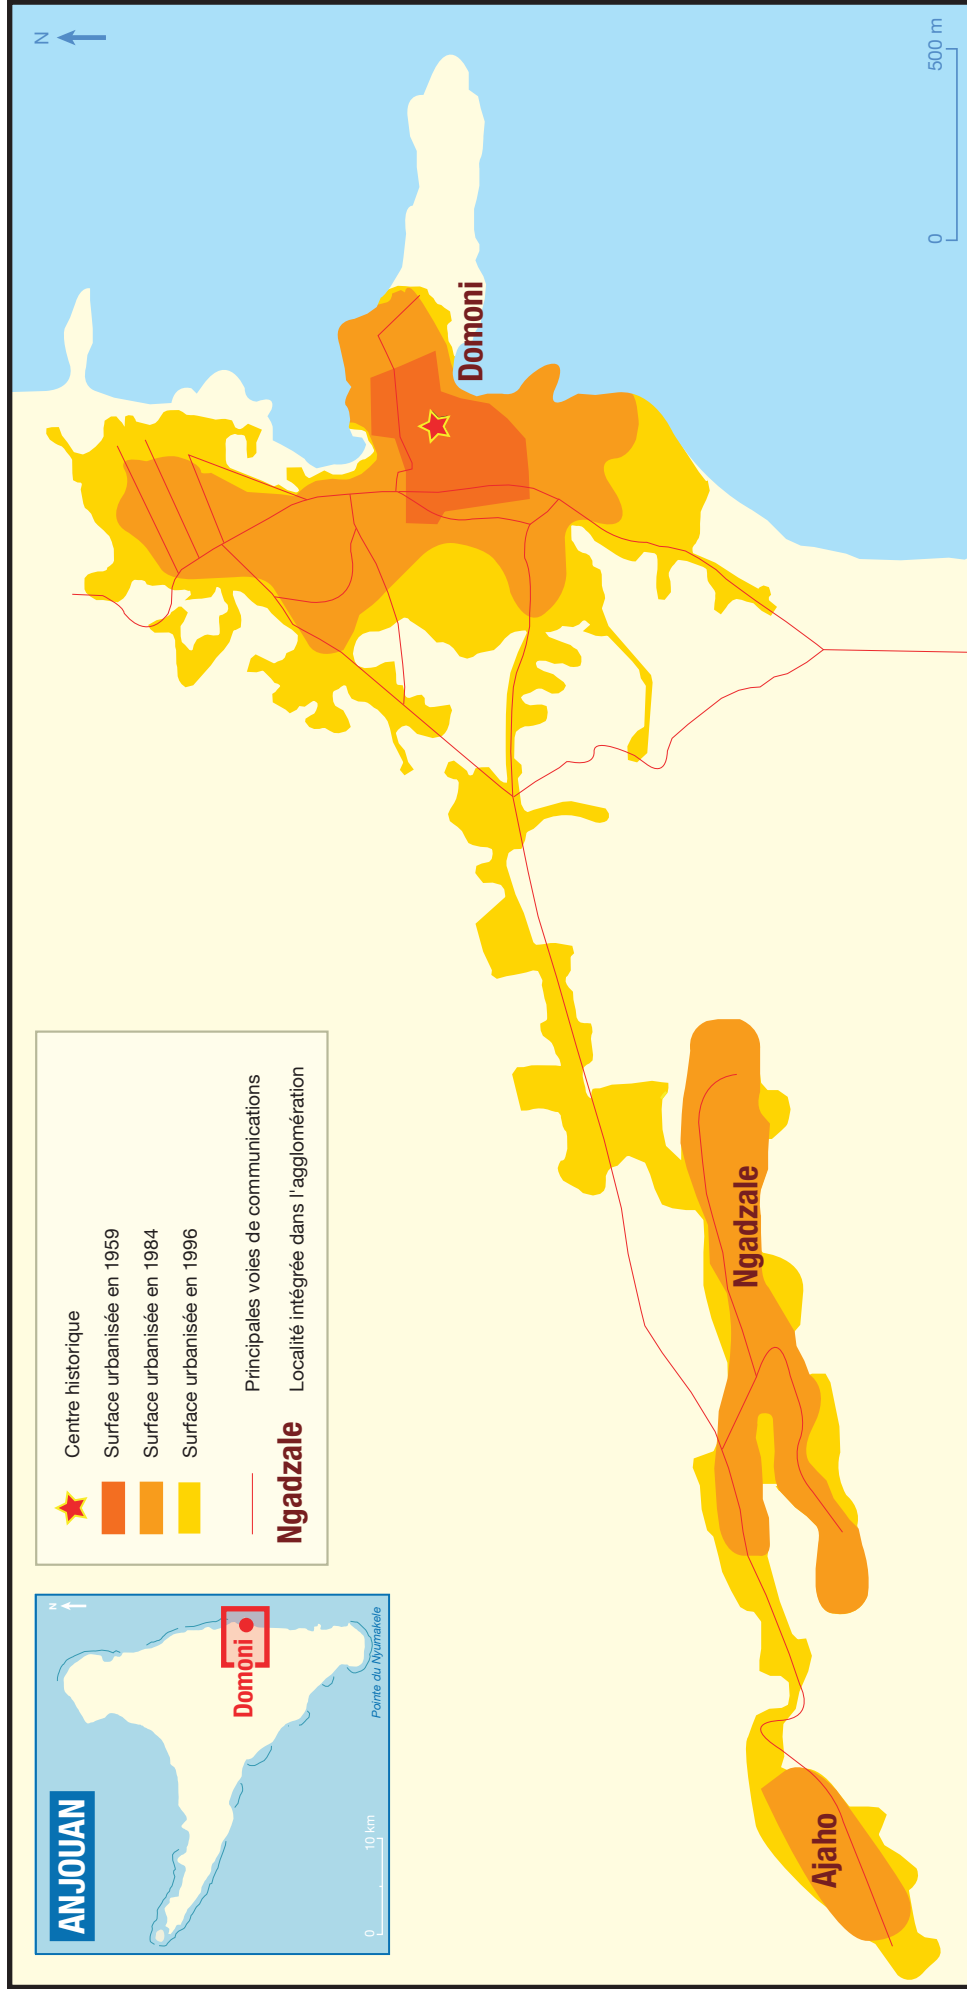 ANJOUAN
N
Domoni
Pointe du Nyumakele
0
10 km
Centre historique
Surface urbanisée en 1959
Surface urbanisée en 1984
Surface urbanisée en 1996
Principales voies de communications
Ngadzale
Localité intégrée dans l'agglomération
N
Domoni
Ngadzale
Ajaho
0
500 m